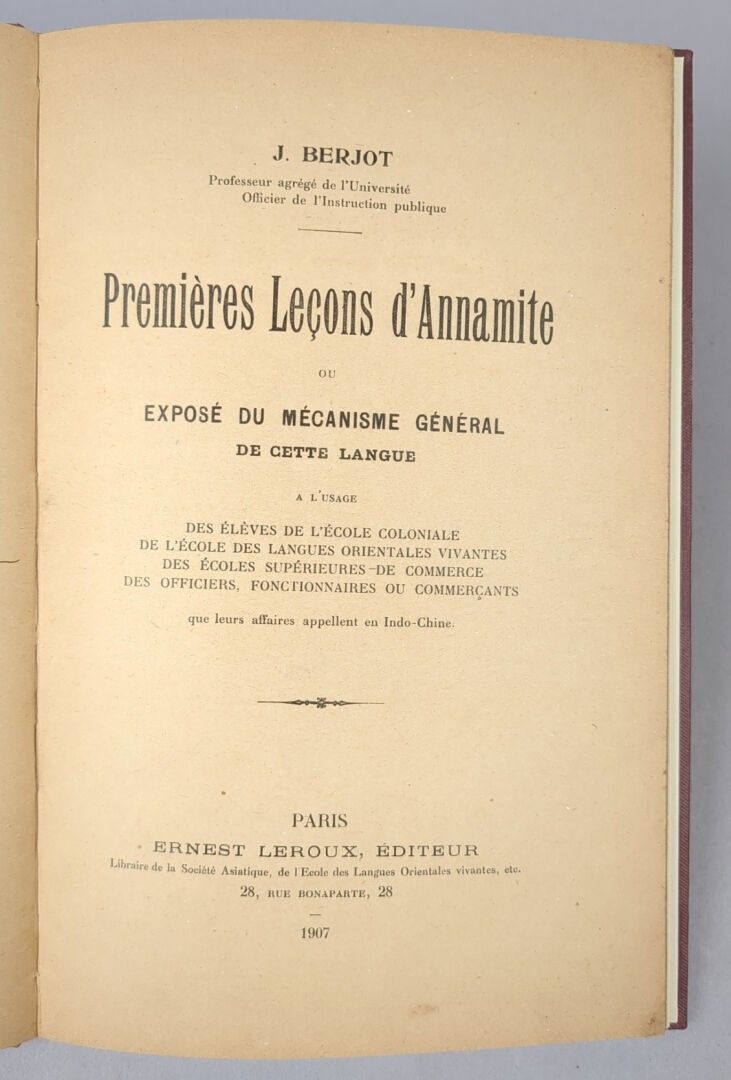 J. BERJOT
Professeur agrégé de l'Université
Officier de l'Instruction publique
Premières Leçons d'Annamite
OU
EXPOSÉ DU MÉCANISME GÉNÉRAL
DE CETTE LANGUE
A L'USAGE
DES ÉLÈVES DE L'ÉCOLE COLONIALE
DE L'ÉCOLE DES LANGUES ORIENTALES VIVANTES
DES ÉCOLES SUPÉRIEURES DE COMMERCE
DES OFFICIERS, FONCTIONNAIRES OU COMMERÇANTS
que leurs affaires appellent en Indo-Chine.
PARIS
ERNEST LEROUX, ÉDITEUR
Libraire de la Société Asiatique, de l'Ecole des Langues Orientales vivantes, etc.
28, RUE BONAPARTE, 28
1907